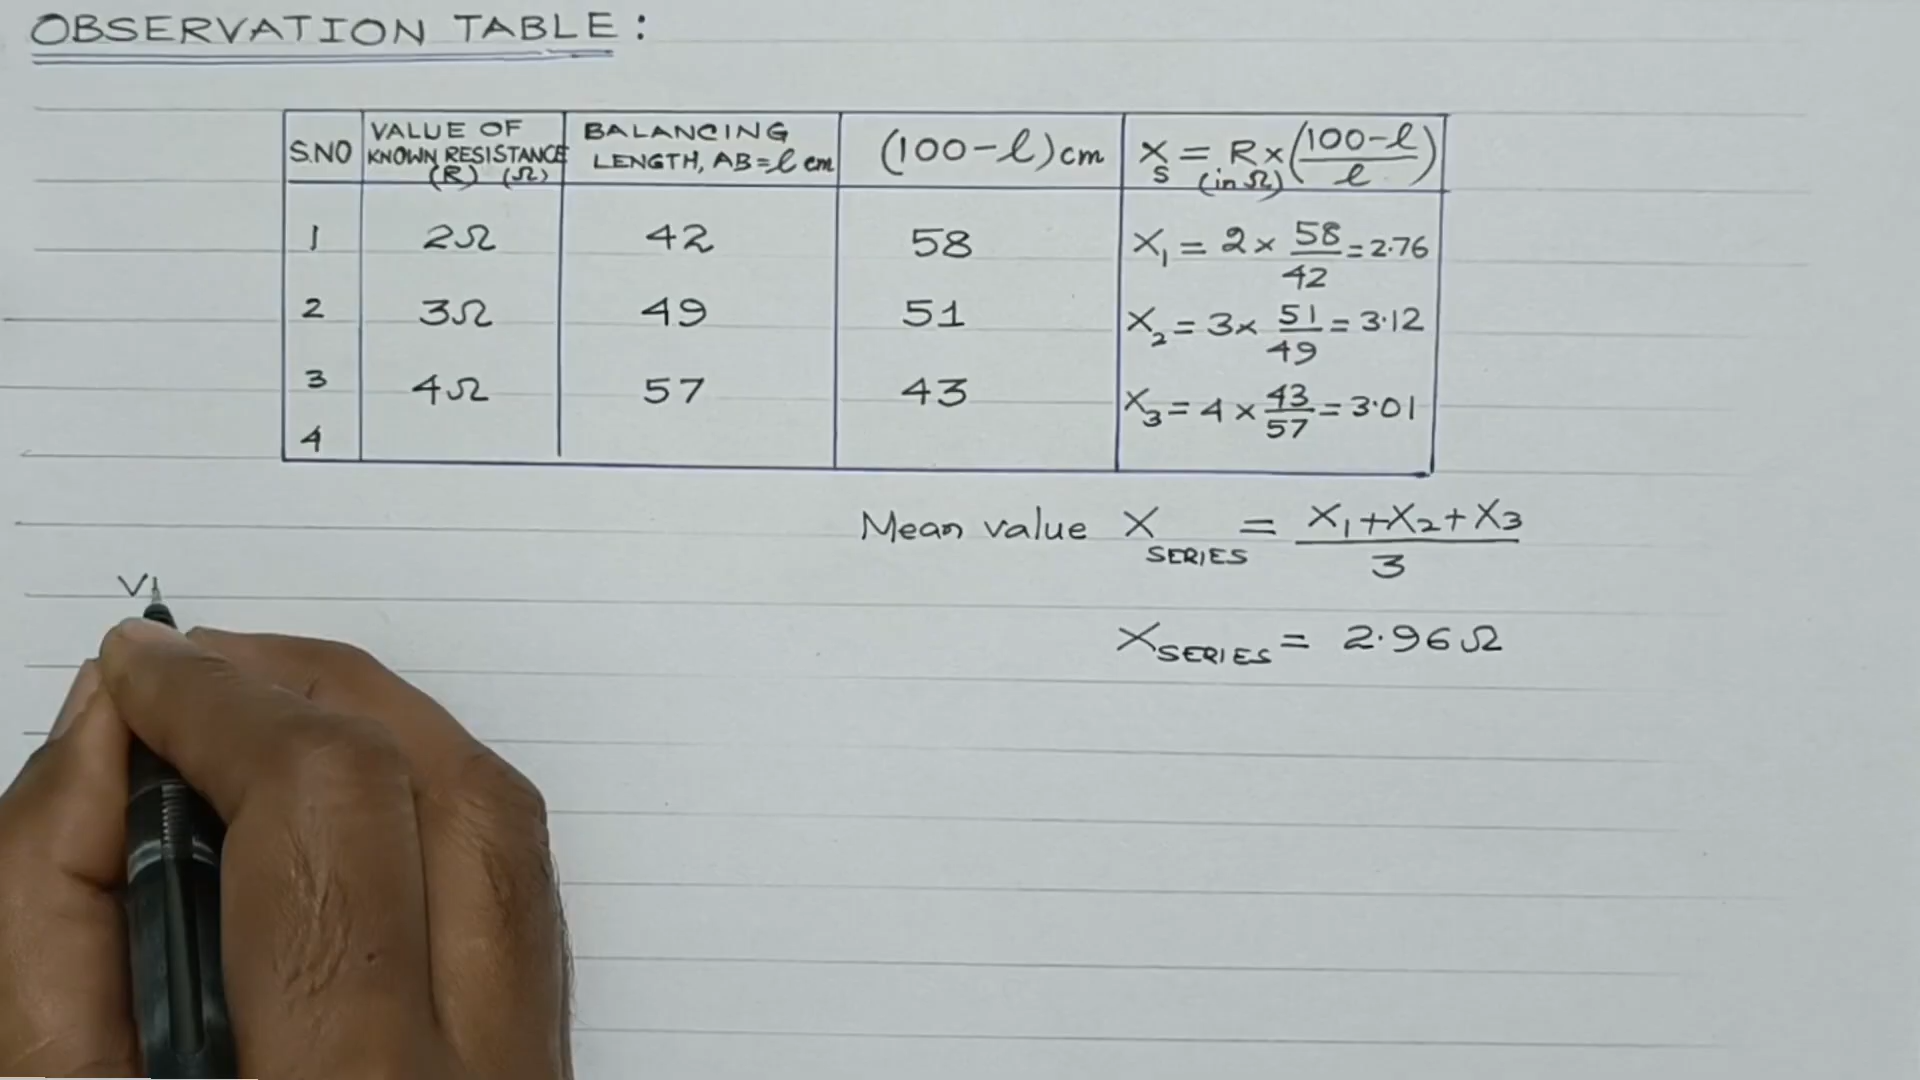 OBSERVATION TABLE :
S.NO VALUE OF KNOWN RESISTANCE (R) (Ω) BALANCING LENGTH, AB=l cm (100-l) cm Xs = R×(100-l/l) (in Ω)
1 2Ω 42 58 X₁ = 2 × 58/42 = 2.76
2 3Ω 49 51 X₂ = 3× 51/49 = 3.12
3 4Ω 57 43 X₃ = 4 × 43/57 = 3.01
4
Mean value X SERIES = X₁+X₂+X₃/3
X SERIES = 2.96Ω